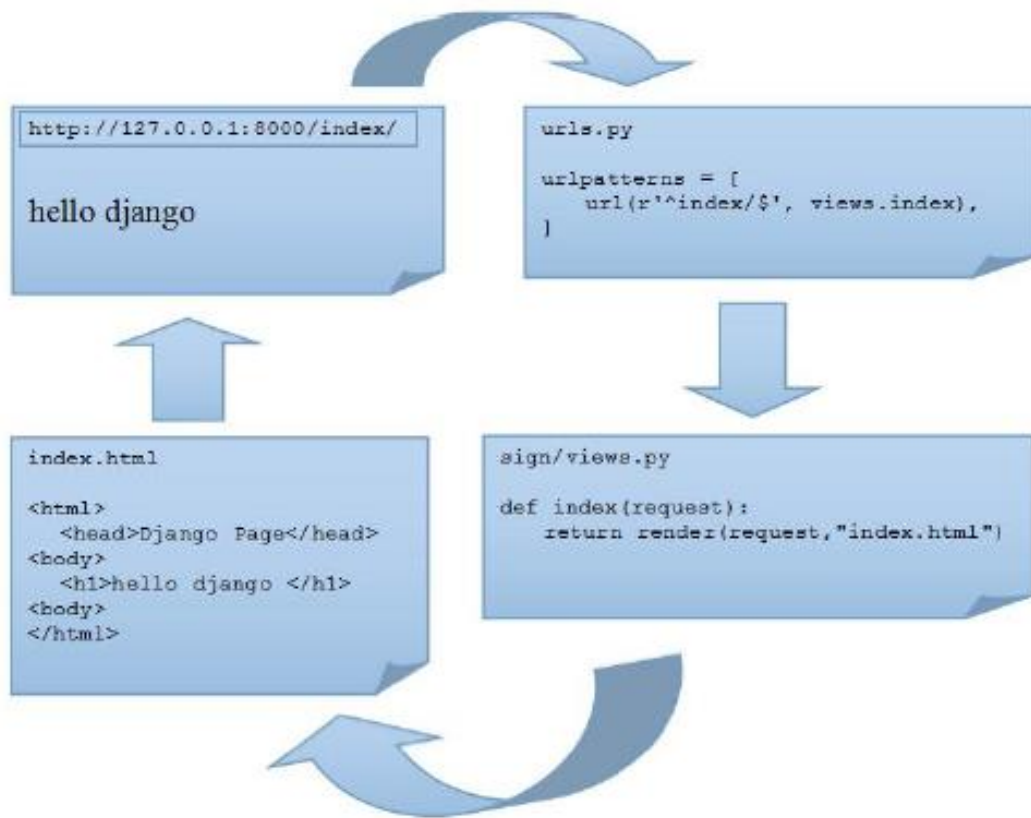 http://127.0.0.1:8000/index/
hello django
urls.py
urlpatterns = [
url(r'^index/$', views.index),
]
sign/views.py
def index(request):
return render(request,"index.html")
index.html
<html>
<head>Django Page</head>
<body>
<h1>hello django </h1>
<body>
</html>